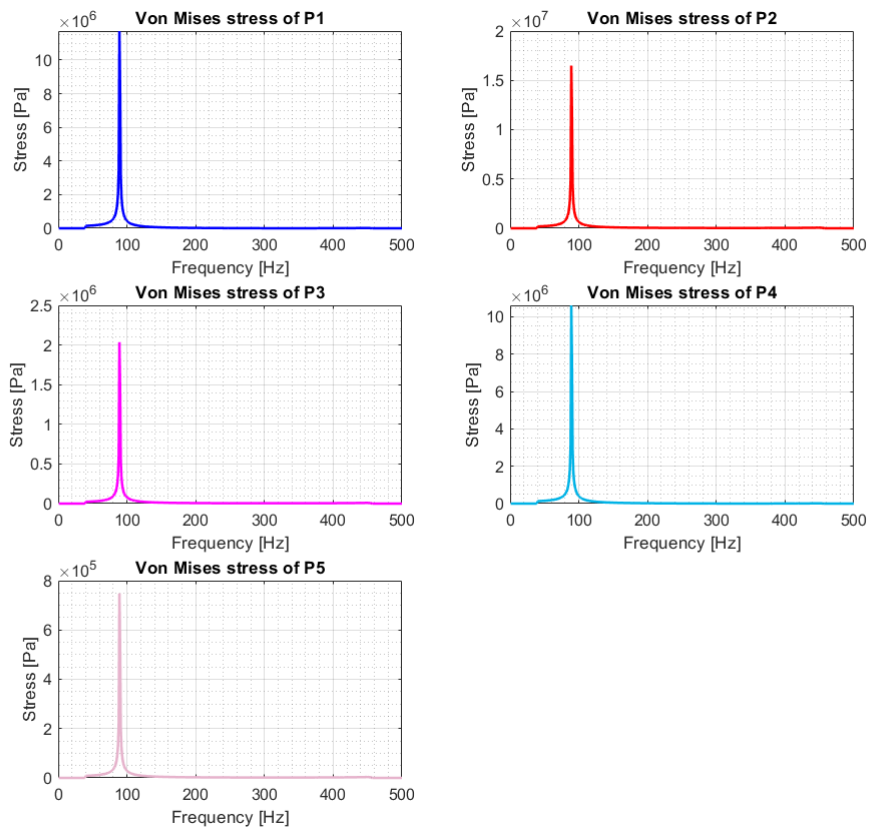 Von Mises stress of P1
×10^6
10
8
6
4
2
0
Stress [Pa]
0 100 200 300 400 500
Frequency [Hz]
Von Mises stress of P2
×10^7
2
1.5
1
0.5
0
Stress [Pa]
0 100 200 300 400 500
Frequency [Hz]
Von Mises stress of P3
×10^6
2.5
2
1.5
1
0.5
0
Stress [Pa]
0 100 200 300 400 500
Frequency [Hz]
Von Mises stress of P4
×10^6
10
8
6
4
2
0
Stress [Pa]
0 100 200 300 400 500
Frequency [Hz]
Von Mises stress of P5
×10^5
8
6
4
2
0
Stress [Pa]
0 100 200 300 400 500
Frequency [Hz]